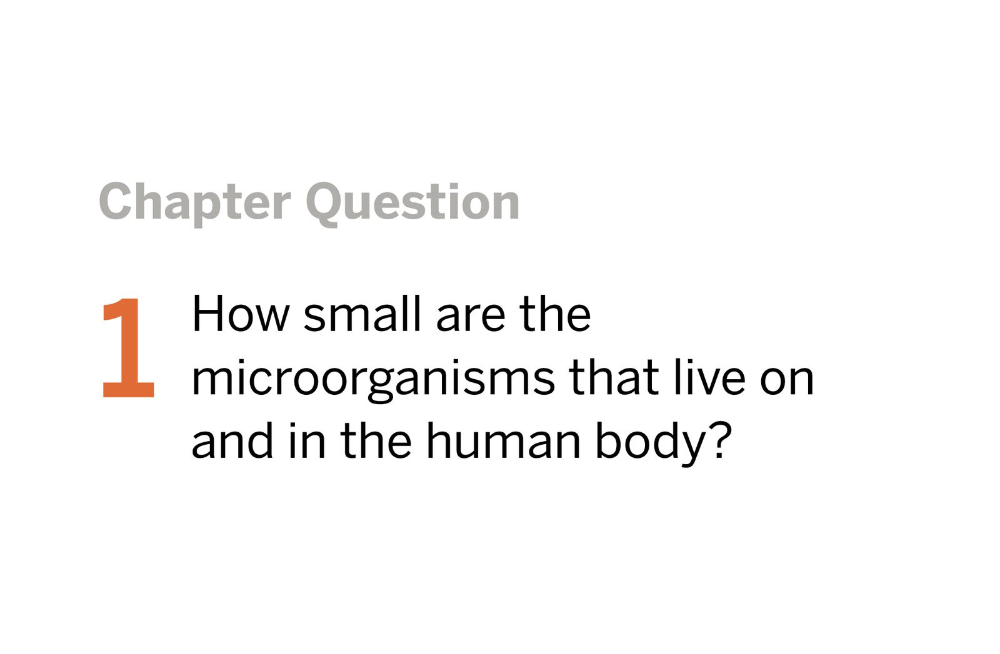 Chapter Question
1
How small are the
microorganisms that live on
and in the human body?